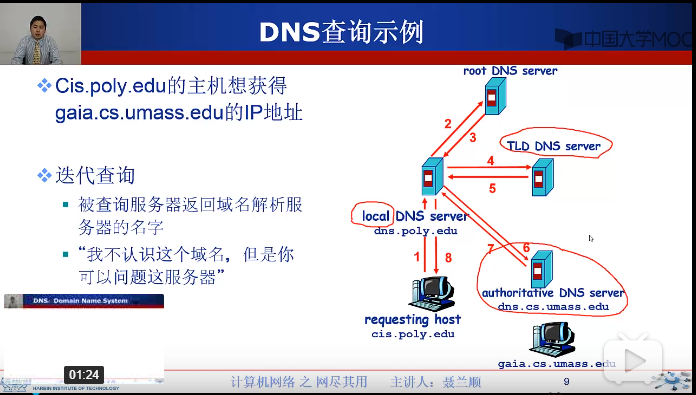 DNS查询示例
中国大学MOO
Cis.poly.edu的主机想获得
gaia.cs.umass.edu的IP地址
迭代查询
被查询服务器返回域名解析服
务器的名字
“我不认识这个域名，但是你
可以问题这服务器”
root DNS server
2
3
TLD DNS server
4
5
local DNS server
dns.poly.edu
7
6
1
8
authoritative DNS server
dns.cs.umass.edu
requesting host
cis.poly.edu
gaia.cs.umass.edu
DNS: Domain Name System
01:24
HARBIN INSTITUTE OF TECHNOLOGY
计算机网络 之 网尽其用
主讲人：聂兰顺
9